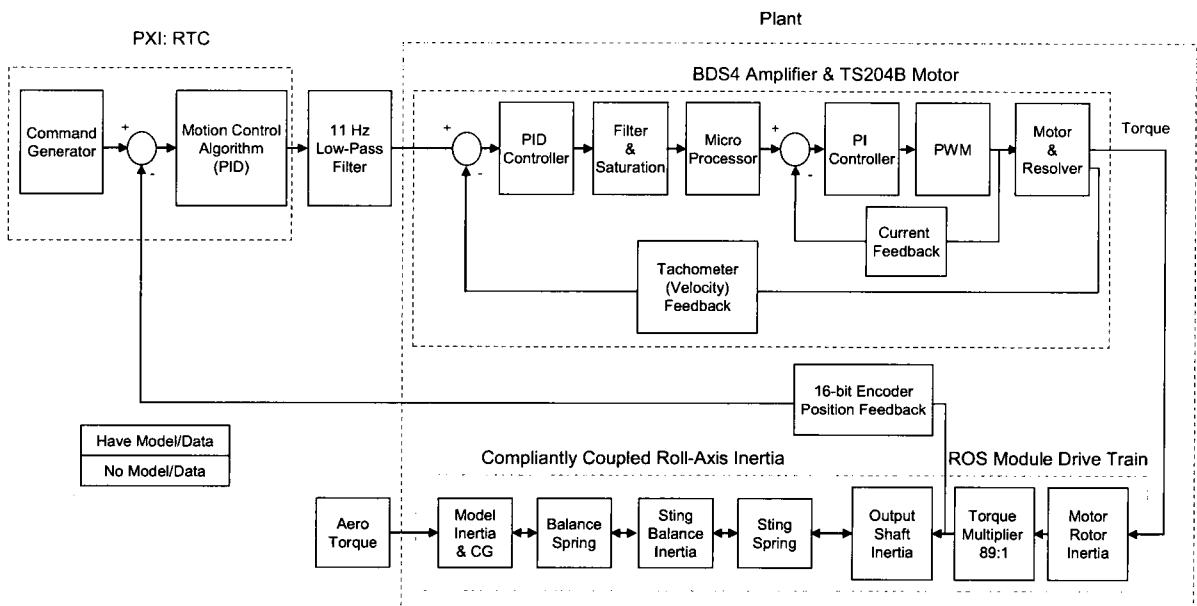 Plant
PXI: RTC
BDS4 Amplifier & TS204B Motor
Command
Generator
+
-
Motion Control
Algorithm
(PID)
11 Hz
Low-Pass
Filter
+
-
PID
Controller
Filter
&
Saturation
Micro
Processor
+
-
PI
Controller
PWM
Motor
&
Resolver
Torque
Current
Feedback
Tachometer
(Velocity)
Feedback
16-bit Encoder
Position Feedback
Have Model/Data
No Model/Data
Compliantly Coupled Roll-Axis Inertia
ROS Module Drive Train
Aero
Torque
Model
Inertia
& CG
Balance
Spring
Sting
Balance
Inertia
Sting
Spring
Output
Shaft
Inertia
Torque
Multiplier
89:1
Motor
Rotor
Inertia